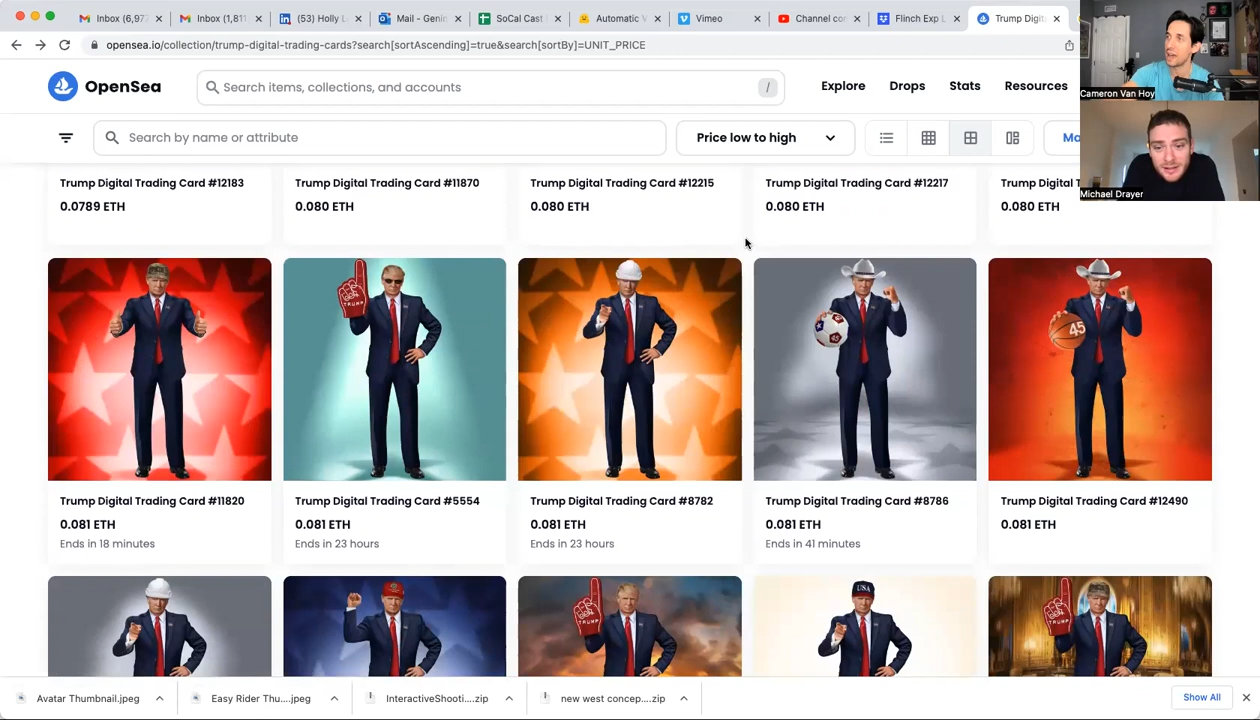 Inbox (6,97
Inbox (1,811
(53) Holly L
Mail - Geni
SoCal Cast
Automatic V
Vimeo
Channel co
Flinch Exp L
Trump Digit
opensea.io/collection/trump-digital-trading-cards?search[sortAscending]=true&search[sortBy]=UNIT_PRICE
OpenSea
Search items, collections, and accounts
/
Explore
Drops
Stats
Resources
Cameron Van Hoy
Search by name or attribute
Price low to high
Mo
Michael Drayer
Trump Digital Trading Card #12183
Trump Digital Trading Card #11870
Trump Digital Trading Card #12215
Trump Digital Trading Card #12217
Trump Digital T
0.0789 ETH
0.080 ETH
0.080 ETH
0.080 ETH
0.080 ETH
TRUMP
45
Trump Digital Trading Card #11820
Trump Digital Trading Card #5554
Trump Digital Trading Card #8782
Trump Digital Trading Card #8786
Trump Digital Trading Card #12490
0.081 ETH
0.081 ETH
0.081 ETH
0.081 ETH
0.081 ETH
Ends in 18 minutes
Ends in 23 hours
Ends in 23 hours
Ends in 41 minutes
USA
TRUMP
TRUMP
Avatar Thumbnail.jpeg
Easy Rider Thu....jpeg
InteractiveShooti....zip
new west concep....zip
Show All